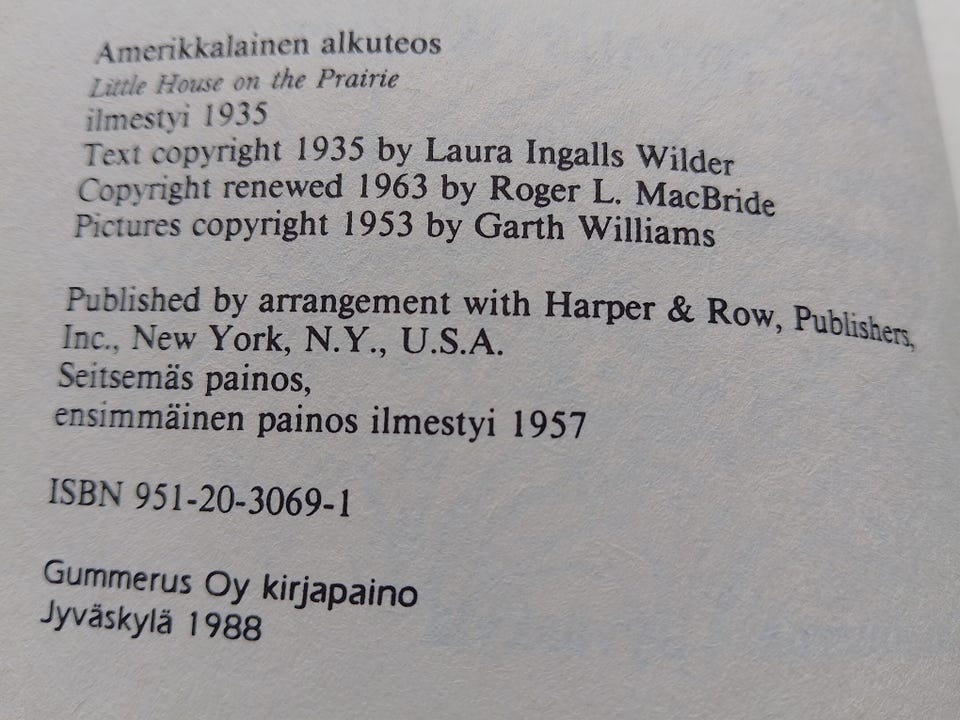 Amerikkalainen alkuteos
Little House on the Prairie
ilmestyi 1935
Text copyright 1935 by Laura Ingalls Wilder
Copyright renewed 1963 by Roger L. MacBride
Pictures copyright 1953 by Garth Williams
Published by arrangement with Harper & Row, Publishers,
Inc., New York, N.Y., U.S.A.
Seitsemäs painos,
ensimmäinen painos ilmestyi 1957
ISBN 951-20-3069-1
Gummerus Oy kirjapaino
Jyväskylä 1988